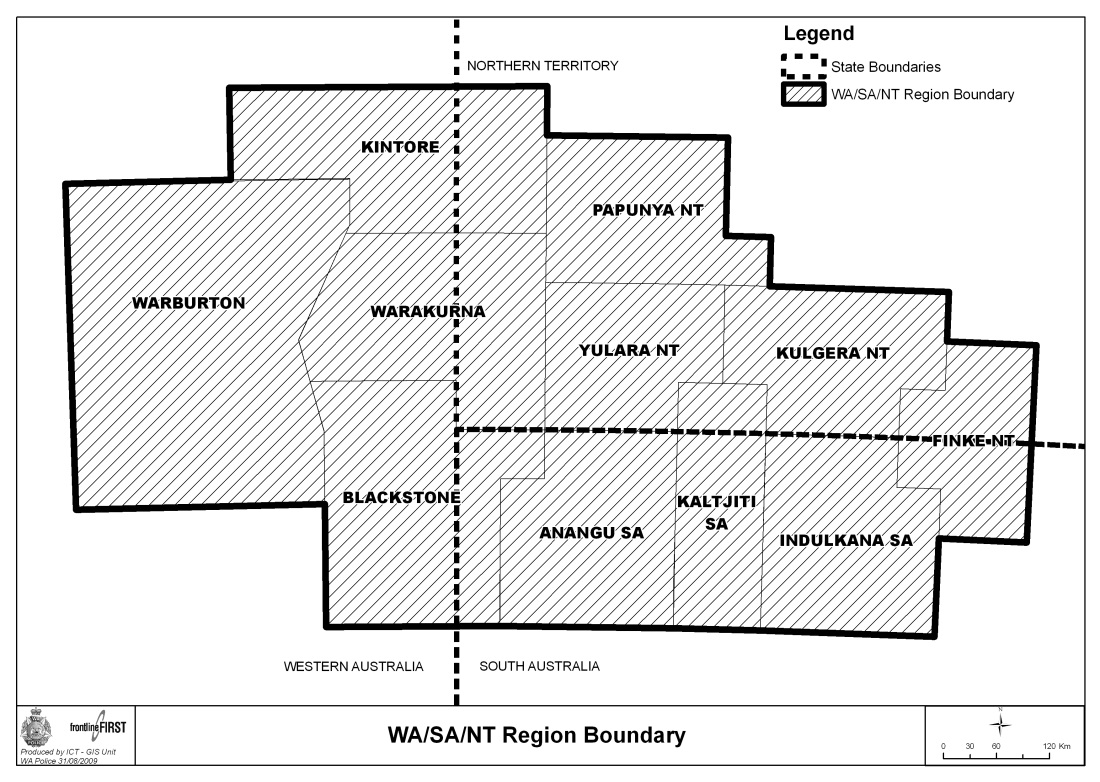 Legend
State Boundaries
WA/SA/NT Region Boundary
NORTHERN TERRITORY
KINTORE
PAPUNYA NT
WARBURTON
WARAKURNA
YULARA NT
KULGERA NT
FINKE NT
BLACKSTONE
KALTJITI
SA
ANANGU SA
INDULKANA SA
WESTERN AUSTRALIA
SOUTH AUSTRALIA
frontlineFIRST
Produced by ICT - GIS Unit
WA Police 31/08/2009
WA/SA/NT Region Boundary
N
0 30 60 120 Km